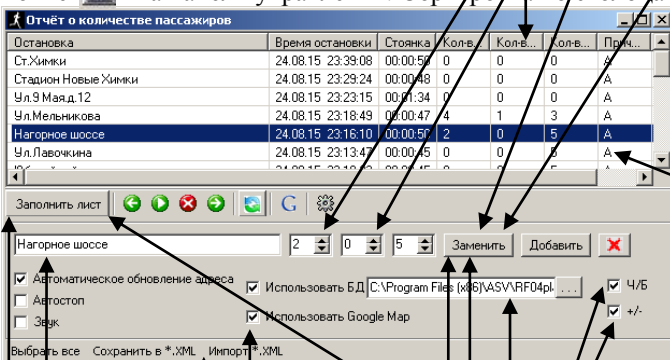 Отчёт о количестве пассажиров
Остановка Время остановки Стоянка Кол-в... Кол-в... Кол-в... Прич...
Ст.Химки 24.08.15 23:39:08 00:00:50 0 0 0 A
Стадион Новые Химки 24.08.15 23:29:24 00:00:48 0 0 0 A
Ул.9 Мая,д.12 24.08.15 23:23:15 00:01:34 0 0 0 A
Ул.Мельникова 24.08.15 23:18:49 00:00:47 4 1 3 A
Нагорное шоссе 24.08.15 23:16:10 00:00:50 2 0 5 A
Ул.Лавочкина 24.08.15 23:13:47 00:00:45 0 0 A
Заполнить лист G
Нагорное шоссе 2 0 5 Заменить Добавить
Автоматическое обновление адреса Использовать БД C:\Program Files (x86)\ASV\RF04pl ... Ч/Б
Автостоп Использовать Google Map +/-
Звук
Выбрать все Сохранить в *.XML Импорт *.XML